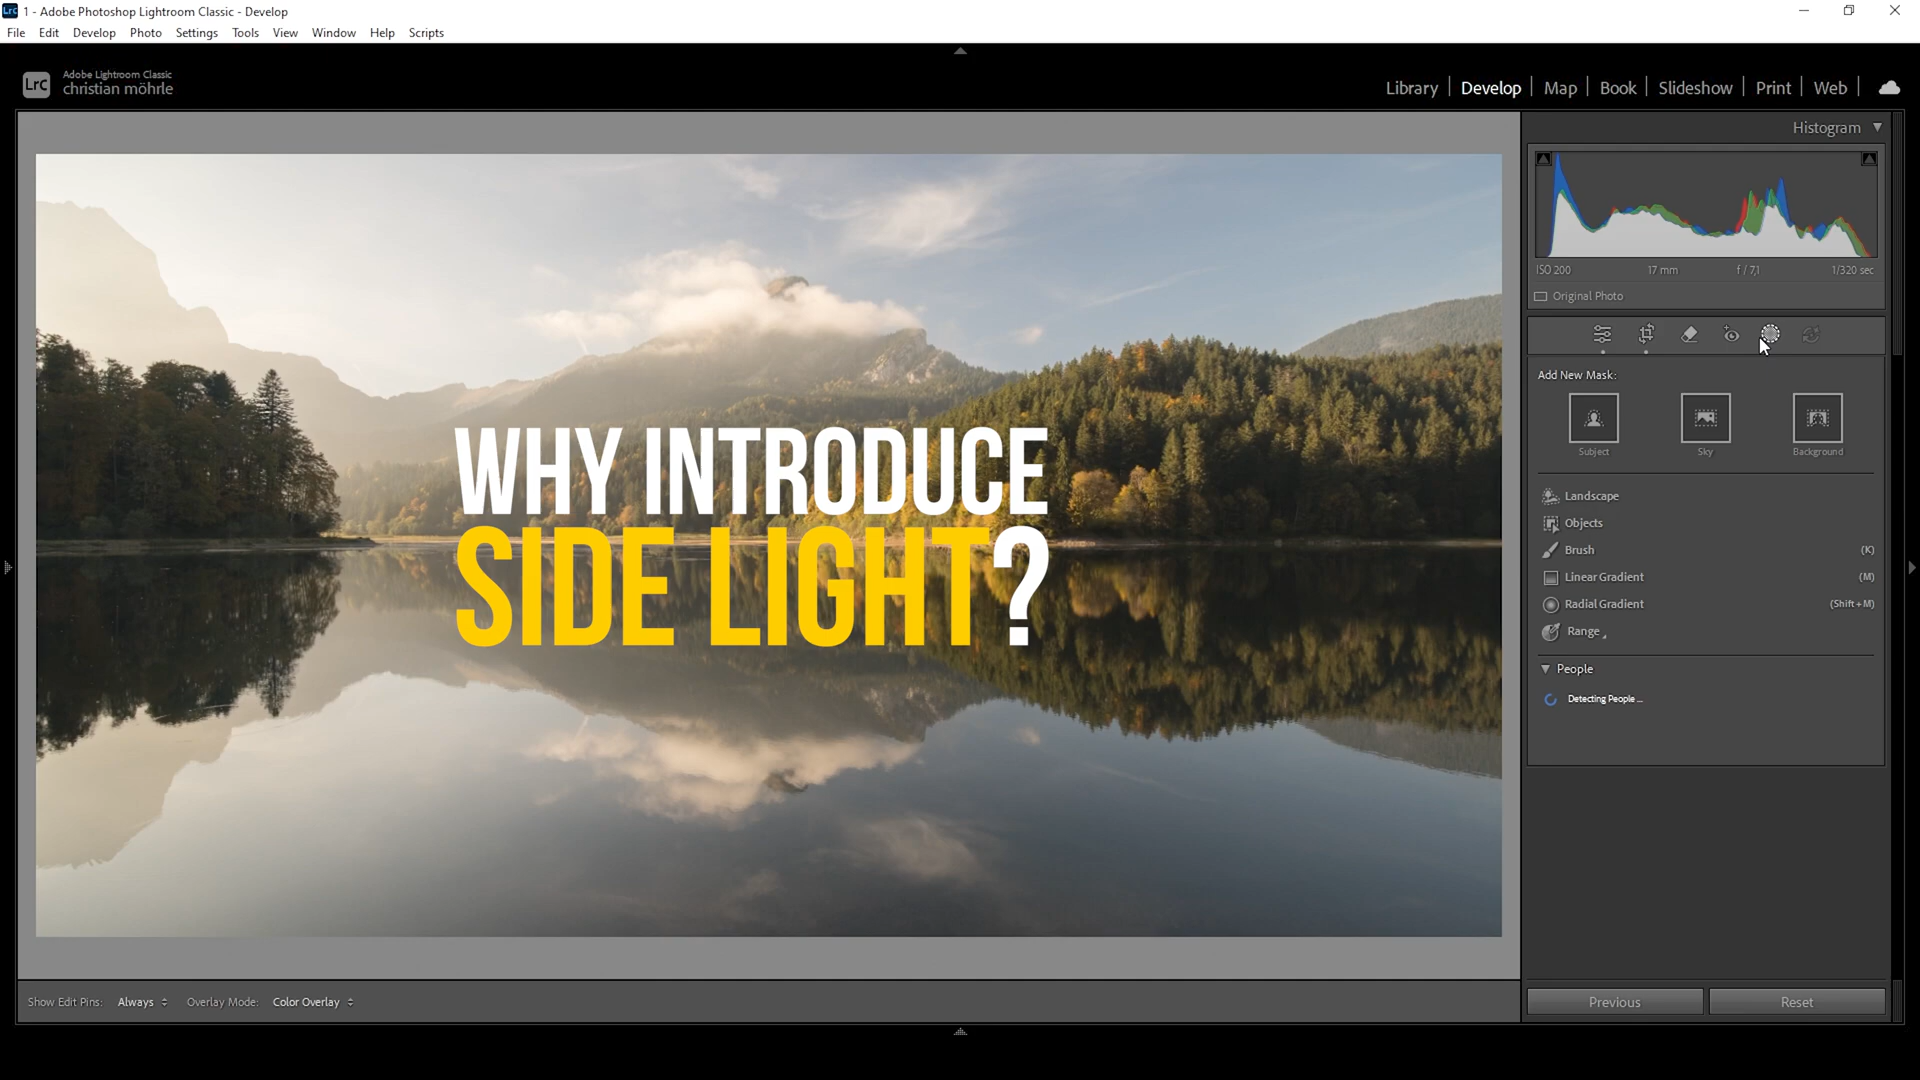 Lrc 1 - Adobe Photoshop Lightroom Classic - Develop
File Edit Develop Photo Settings Tools View Window Help Scripts
Lrc Adobe Lightroom Classic
christian möhrle
Library Develop Map Book Slideshow Print Web
Histogram
ISO 200 17 mm f / 7,1 1/320 sec
Original Photo
Add New Mask:
Subject Sky Background
Landscape
Objects
Brush (K)
Linear Gradient (M)
Radial Gradient (Shift+M)
Range
People
Detecting People ...
WHY INTRODUCE
SIDE LIGHT?
Show Edit Pins: Always Overlay Mode: Color Overlay
Previous Reset